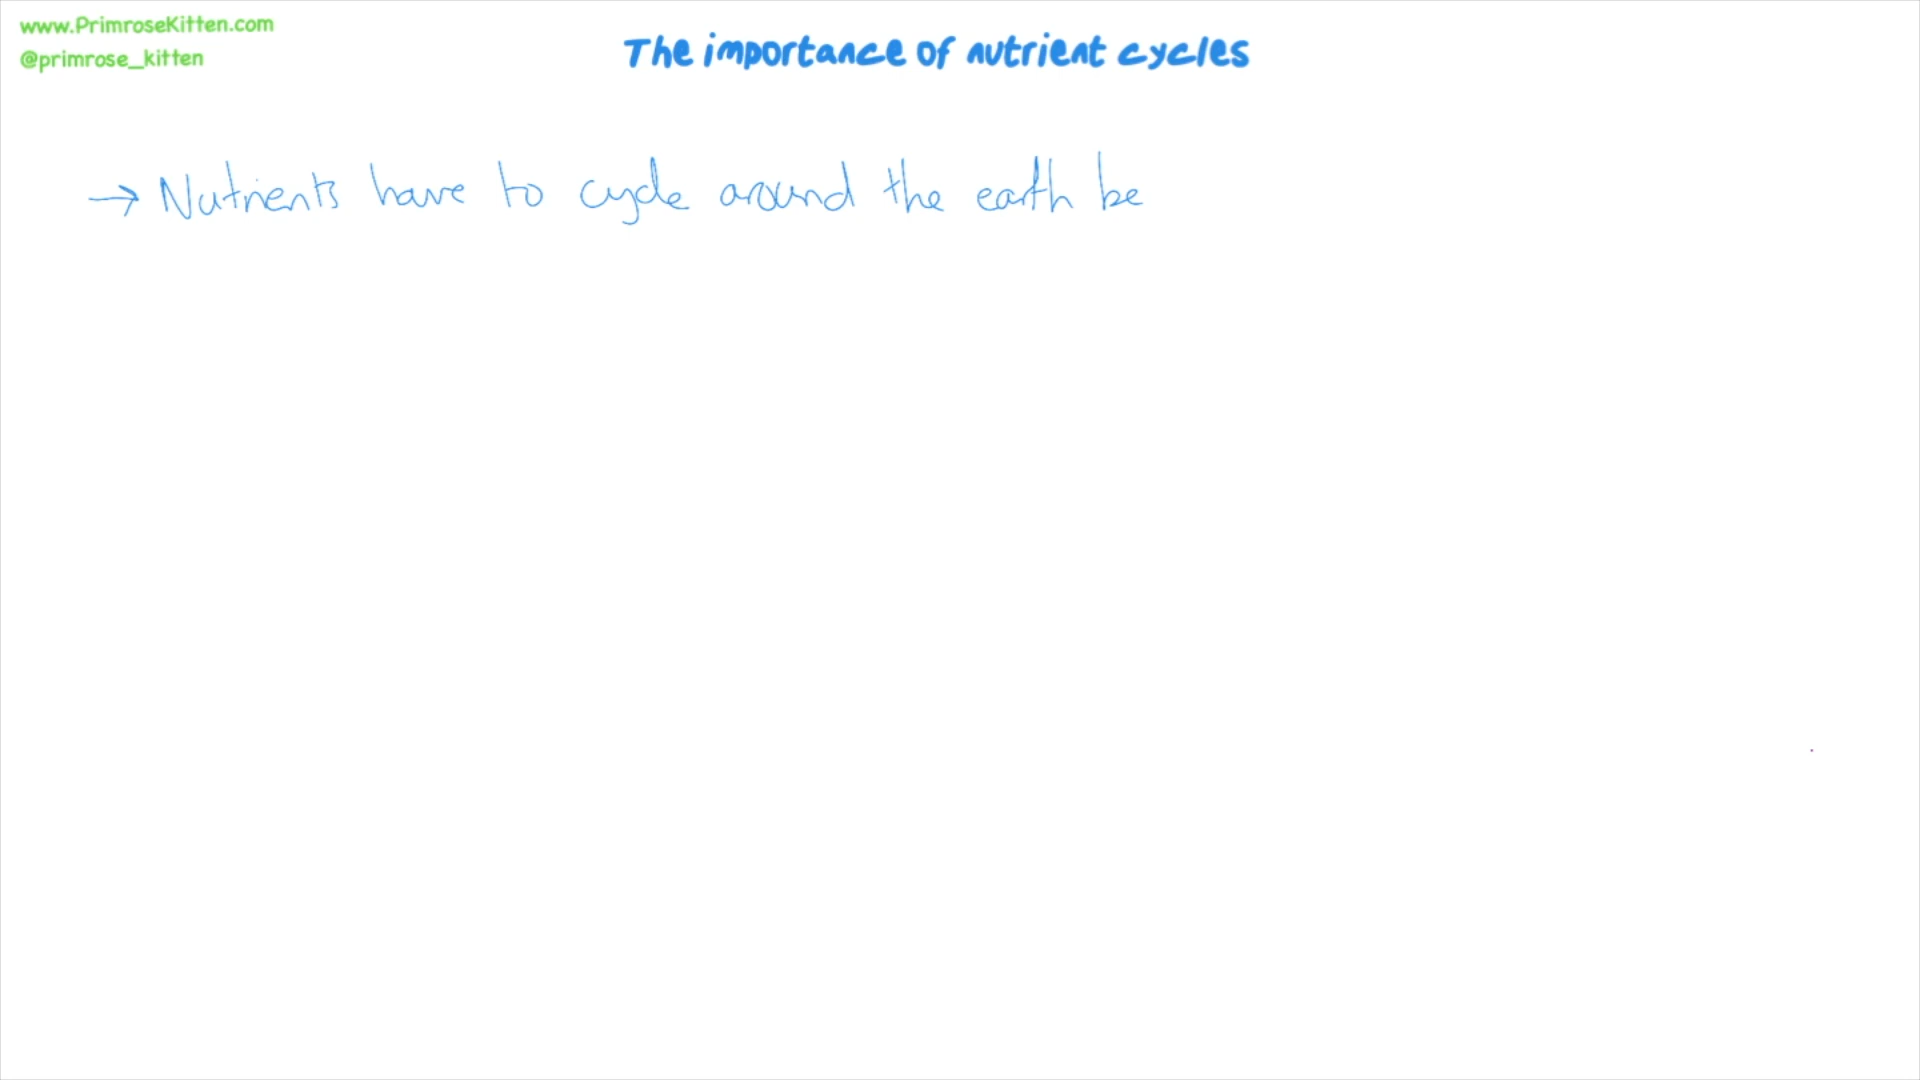 www.PrimroseKitten.com
@primrose_kitten
The importance of nutrient cycles
→ Nutrients have to cycle around the earth be